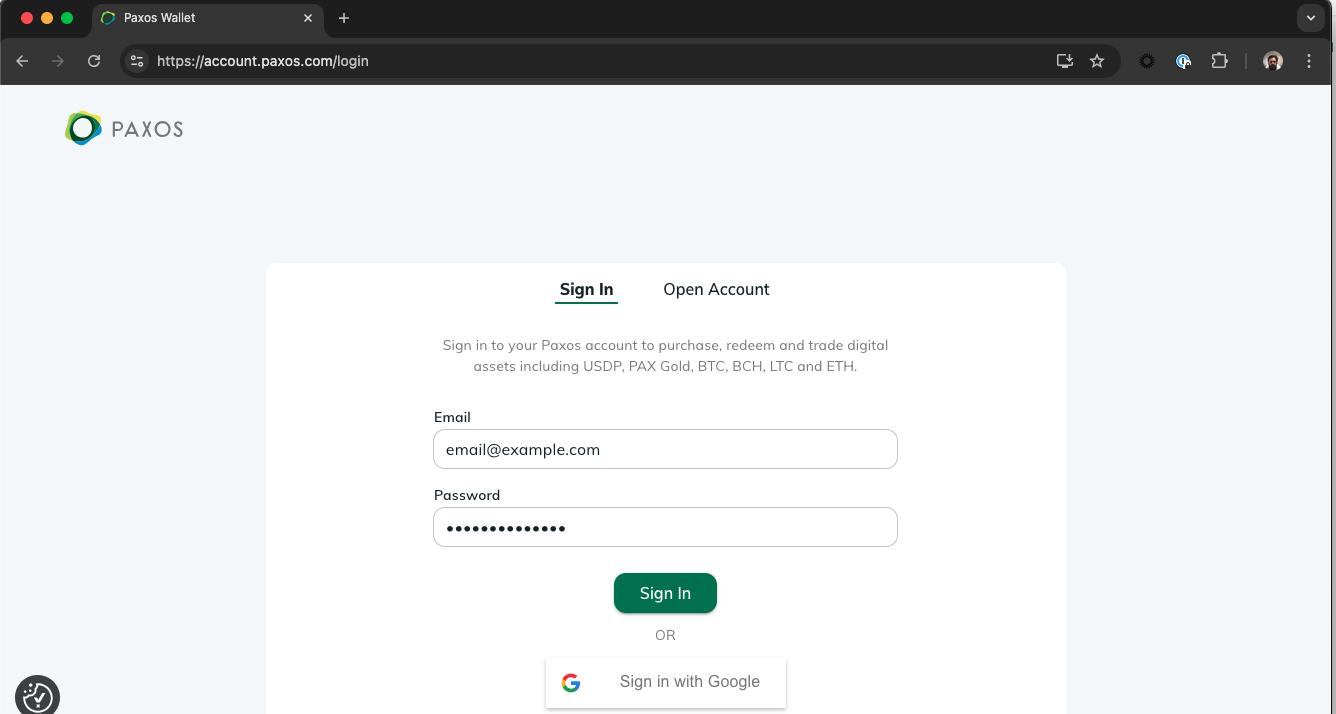 Paxos Wallet
https://account.paxos.com/login
PAXOS
Sign In
Open Account
Sign in to your Paxos account to purchase, redeem and trade digital
assets including USDP, PAX Gold, BTC, BCH, LTC and ETH.
Email
email@example.com
Password
••••••••••••••
Sign In
OR
Sign in with Google